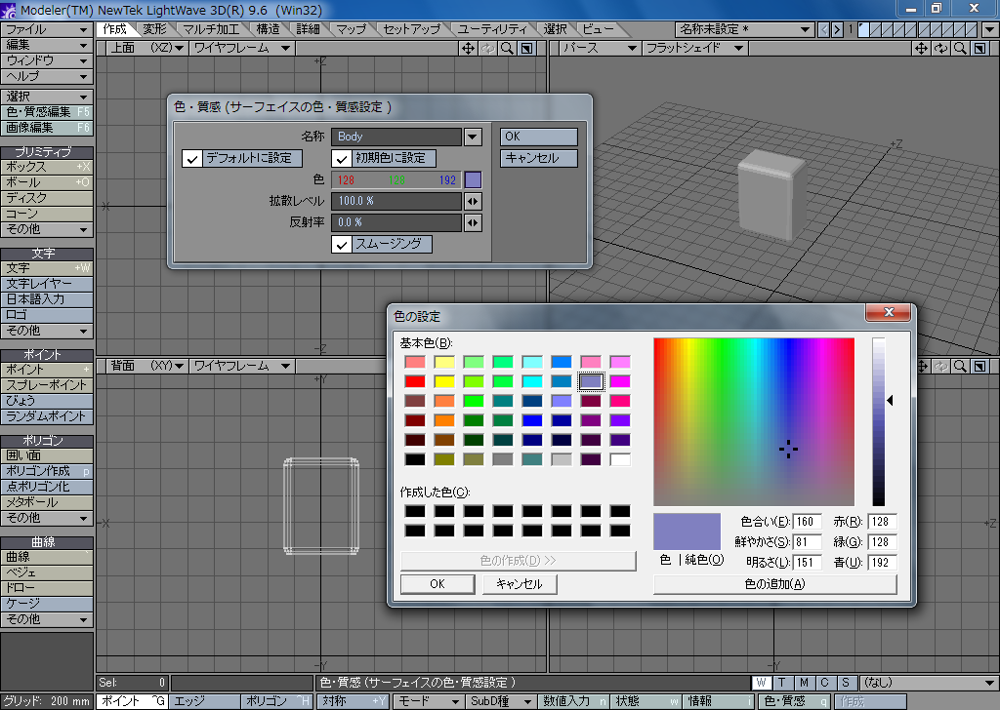 Modeler(TM) NewTek LightWave 3D(R) 9.6 (Win32)
ファイル 作成 変形 マルチ加工 構造 詳細 マップ セットアップ ユーティリティ 選択 ビュー 名称未設定 * 1
編集
ウィンドウ
ヘルプ
上面 (XZ) ワイヤフレーム
パース フラットシェイド
選択
色・質感編集 F5
画像編集 F6
プリミティブ
ボックス +X
ボール +O
ディスク
コーン
その他
文字
文字 +W
文字レイヤー
日本語入力
ロゴ
その他
ポイント
ポイント +
スプレーポイント
びょう
ランダムポイント
ポリゴン
囲い面
ポリゴン作成 p
点ポリゴン化
メタボール
その他
曲線
曲線
ベジェ
ドロー
ケージ
その他
+Z
X
-Z
+Z
色・質感 (サーフェイスの色・質感設定 )
名称 Body
デフォルトに設定 初期色に設定
色 128 128 192
拡散レベル 100.0 %
反射率 0.0 %
スムージング
OK
キャンセル
背面 (XY) ワイヤフレーム
+Y
-X
-Y
+Z
-Y
色の設定
基本色(B):
作成した色(C):
色の作成(D) >>
OK キャンセル
色 | 純色(O)
色合い(E): 160 赤(R): 128
鮮やかさ(S): 81 緑(G): 128
明るさ(L): 151 青(U): 192
色の追加(A)
Sel: 0 色・質感 (サーフェイスの色・質感設定 ) W T M C S (なし)
グリッド: 200 mm ポイント ^G エッジ ポリゴン ^H 対称 +Y モード SubD種 数値入力 n 状態 w 情報 i 色・質感 q 作成